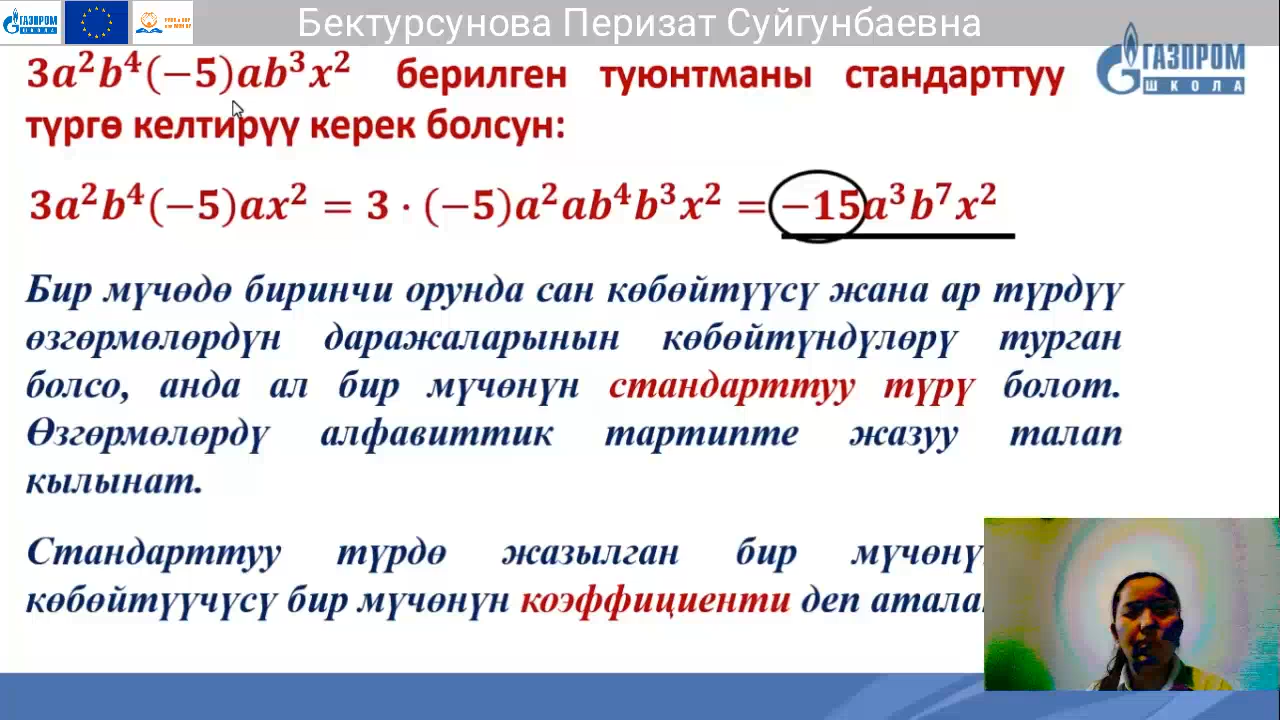 Бектурсунова Перизат Суйгунбаевна
ГАЗПРОМ
ШКОЛА
ГАЗПРОМ
ШКОЛА
3a²b⁴(−5)ab³x² берилген туюнтманы стандарттуу
түргө келтирүү керек болсун:
3a²b⁴(−5)ax² = 3 · (−5)a²ab⁴b³x² = −15a³b⁷x²
Бир мүчөдө биринчи орунда сан көбөйтүүсү жана ар түрдүү
өзгөрмөлөрдүн даражаларынын көбөйтүндүлөрү турган
болсо, анда ал бир мүчөнүн стандарттуу түрү болот.
Өзгөрмөлөрдү алфавиттик тартипте жазуу талап
кылынат.
Стандарттуу түрдө жазылган бир
көбөйтүүчүсү бир мүчөнүн коэффициенти деп